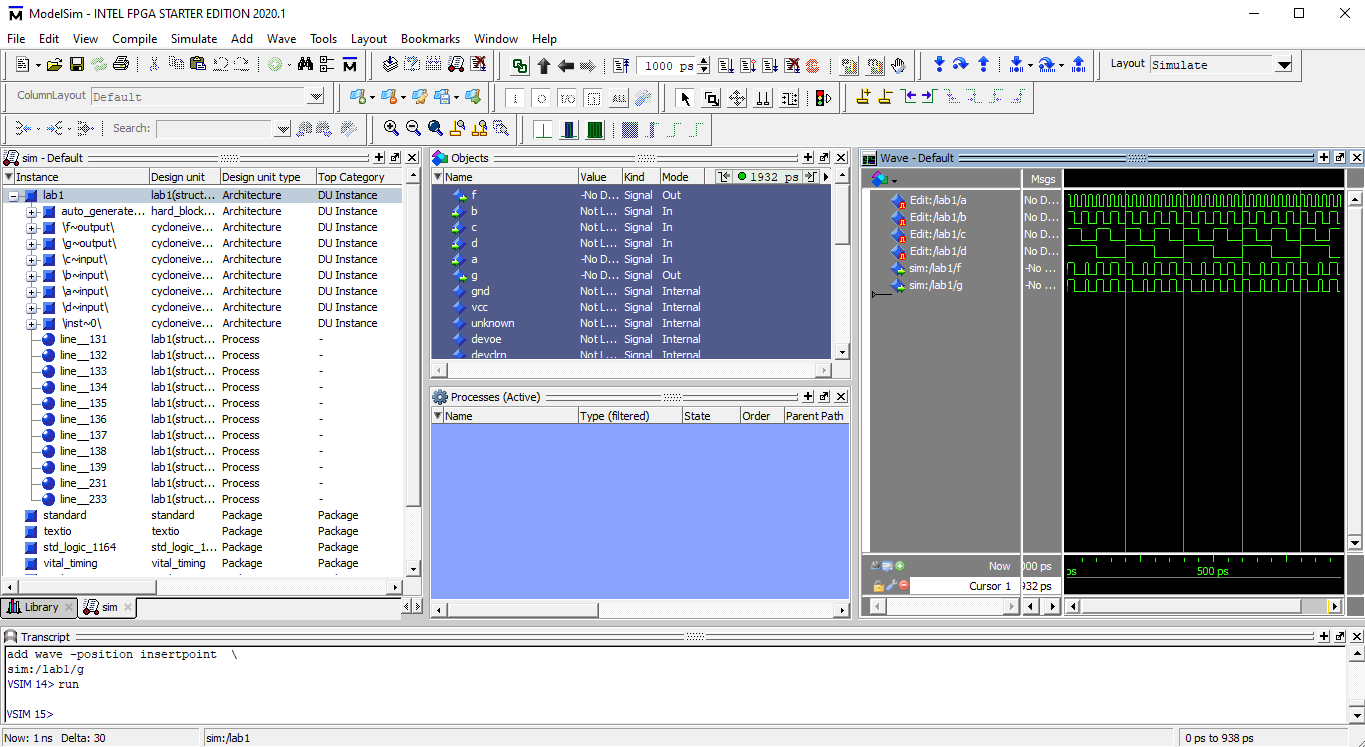 ModelSim - INTEL FPGA STARTER EDITION 2020.1
File Edit View Compile Simulate Add Wave Tools Layout Bookmarks Window Help
1000 ps
Layout Simulate
ColumnLayout Default
Search:
sim - Default
Instance Design unit Design unit type Top Category
lab1 lab1(struct... Architecture DU Instance
auto_generate... hard_block... Architecture DU Instance
\f~output\ cycloneive... Architecture DU Instance
\g~output\ cycloneive... Architecture DU Instance
\c~input\ cycloneive... Architecture DU Instance
\b~input\ cycloneive... Architecture DU Instance
\a~input\ cycloneive... Architecture DU Instance
\d~input\ cycloneive... Architecture DU Instance
\inst~0\ cycloneive... Architecture DU Instance
line__131 lab1(struct... Process -
line__132 lab1(struct... Process -
line__133 lab1(struct... Process -
line__134 lab1(struct... Process -
line__135 lab1(struct... Process -
line__136 lab1(struct... Process -
line__137 lab1(struct... Process -
line__138 lab1(struct... Process -
line__139 lab1(struct... Process -
line__231 lab1(struct... Process -
line__233 lab1(struct... Process -
standard standard Package Package
textio textio Package Package
std_logic_1164 std_logic_1... Package Package
vital_timing vital_timing Package Package
Library sim
Objects
Name Value Kind Mode 1932 ps
f -No D... Signal Out
b Not L... Signal In
c Not L... Signal In
d Not L... Signal In
a Not L... Signal In
g -No D... Signal Out
gnd Not L... Signal Internal
vcc Not L... Signal Internal
unknown Not L... Signal Internal
devoe Not L... Signal Internal
devclrn Not L... Signal Internal
Processes (Active)
Name Type (filtered) State Order Parent Path
Wave - Default
Msgs
Edit:/lab1/a No D...
Edit:/lab1/b No D...
Edit:/lab1/c No D...
Edit:/lab1/d No D...
sim:/lab1/f -No ...
sim:/lab1/g -No ...
Now 000 ps ps 500 ps
Cursor 1 932 ps
Transcript
add wave -position insertpoint \
sim:/lab1/g
VSIM 14> run
VSIM 15>
Now: 1 ns Delta: 30 sim:/lab1 0 ps to 938 ps